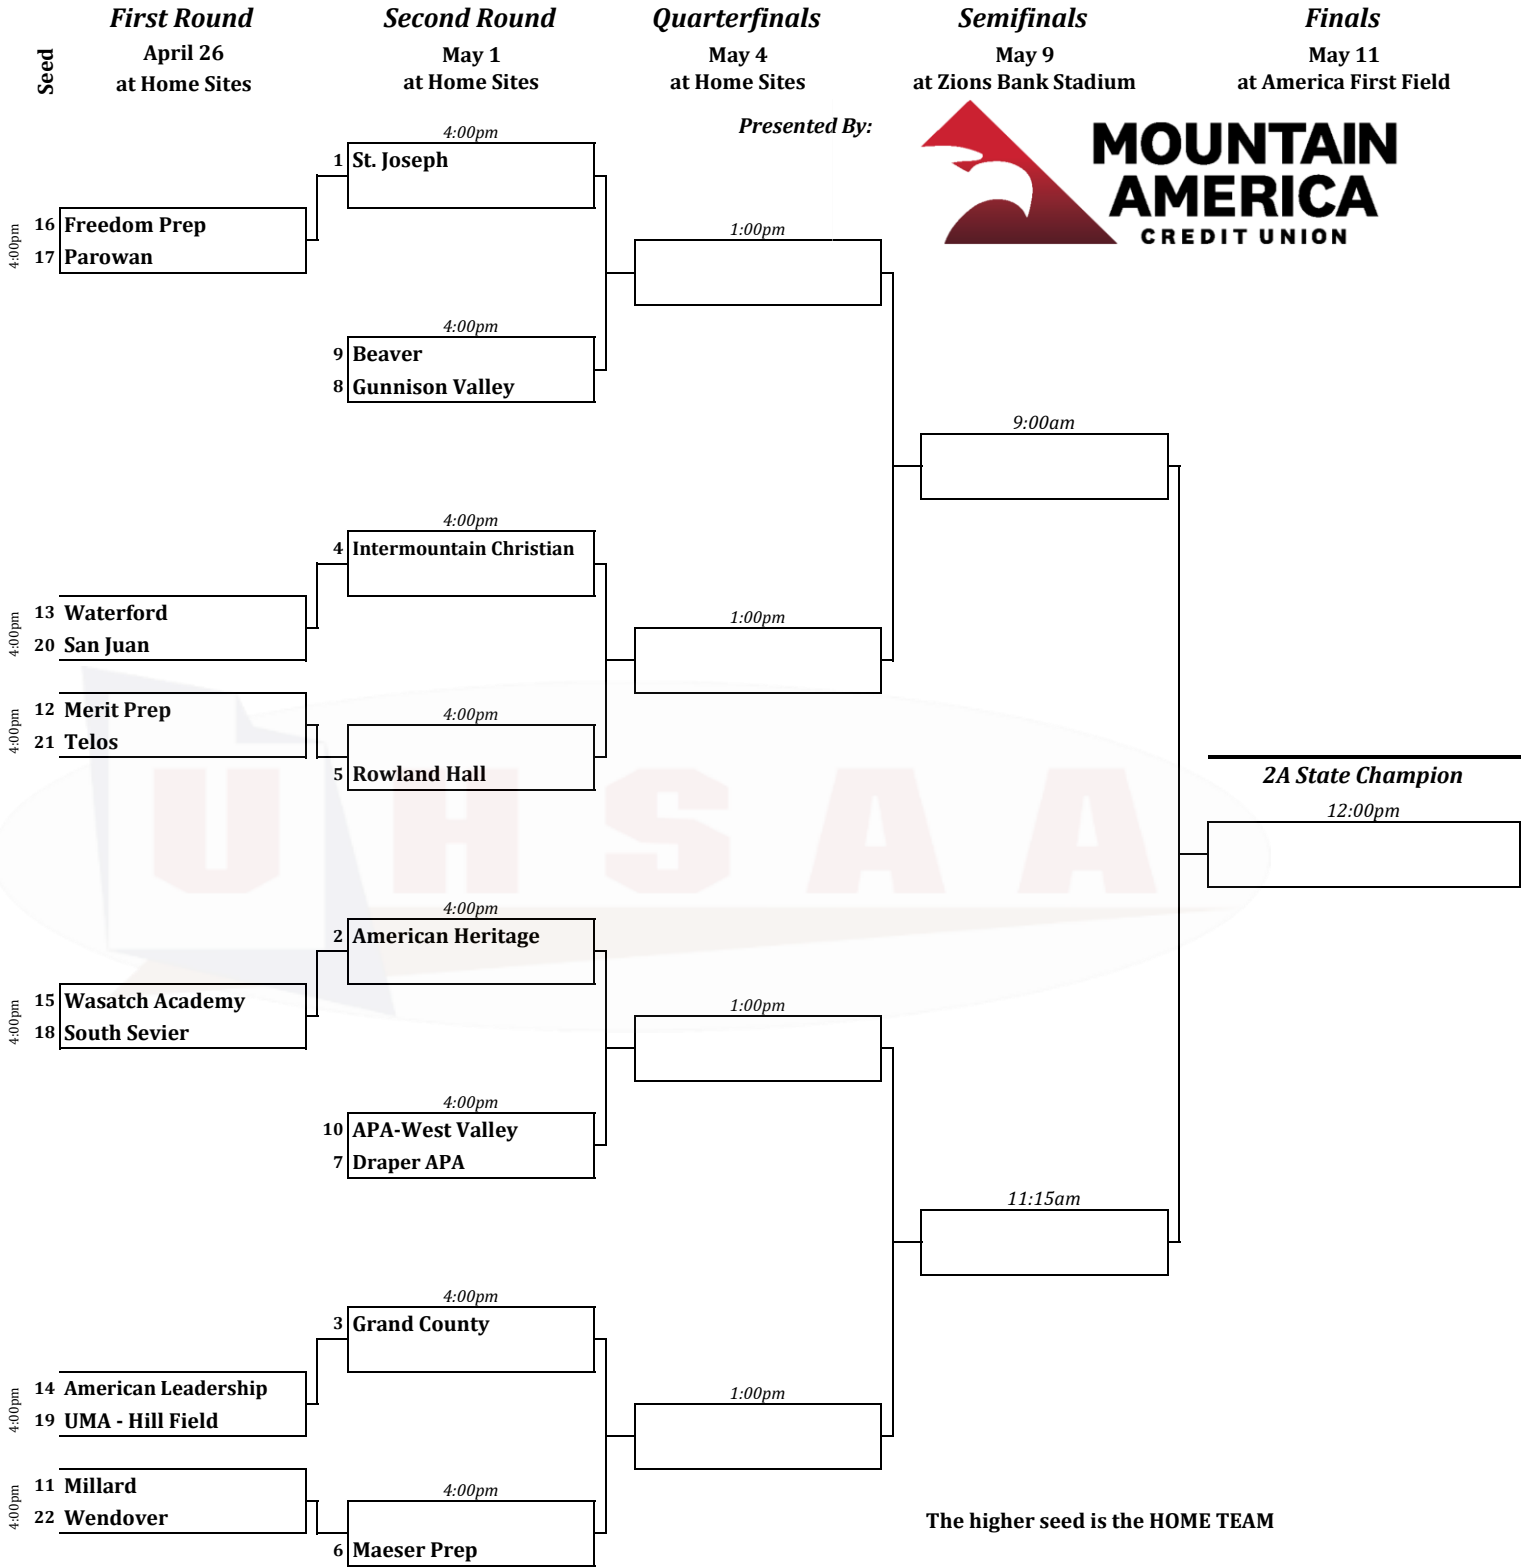 First Round
Second Round
Quarterfinals
Semifinals
Finals
Seed
April 26
at Home Sites
May 1
at Home Sites
May 4
at Home Sites
May 9
at Zions Bank Stadium
May 11
at America First Field
Presented By:
MOUNTAIN
AMERICA
CREDIT UNION
4:00pm
1 St. Joseph
4:00pm
16 Freedom Prep
17 Parowan
1:00pm
4:00pm
9 Beaver
8 Gunnison Valley
9:00am
4:00pm
4 Intermountain Christian
4:00pm
13 Waterford
20 San Juan
1:00pm
4:00pm
12 Merit Prep
21 Telos
4:00pm
5 Rowland Hall
2A State Champion
12:00pm
UHSAA
4:00pm
2 American Heritage
4:00pm
15 Wasatch Academy
18 South Sevier
1:00pm
4:00pm
10 APA-West Valley
7 Draper APA
11:15am
4:00pm
3 Grand County
4:00pm
14 American Leadership
19 UMA - Hill Field
1:00pm
4:00pm
11 Millard
22 Wendover
4:00pm
6 Maeser Prep
The higher seed is the HOME TEAM